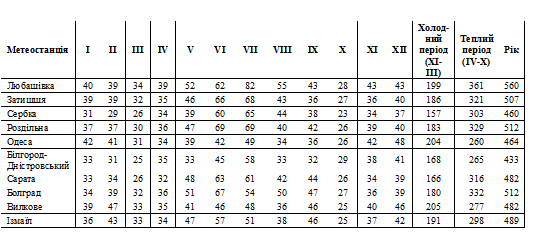 Метеостанція I II III IV V VI VII VIII IX X XI XII Холод-ний період (XI-III) Теплий період (IV-X) Рік
Любашівка 40 39 34 39 52 62 82 55 43 28 43 43 199 361 560
Затишшя 39 39 32 35 46 66 68 43 36 27 36 40 186 321 507
Сербка 31 29 26 34 39 60 65 44 38 23 34 37 157 303 460
Роздільна 37 37 30 36 47 69 69 40 42 26 39 40 183 329 512
Одеса 42 41 31 34 39 42 49 34 36 26 42 48 204 260 464
Білгород-Дністровський 33 31 25 35 33 45 58 33 32 29 38 41 168 265 433
Сарата 33 34 26 32 48 63 61 42 44 26 34 39 166 316 482
Болград 34 39 32 36 51 67 54 50 47 27 36 39 180 332 512
Вилкове 39 47 33 35 41 46 48 36 46 25 40 46 205 277 482
Ізмаїл 36 43 33 34 47 57 51 38 46 25 37 42 191 298 489